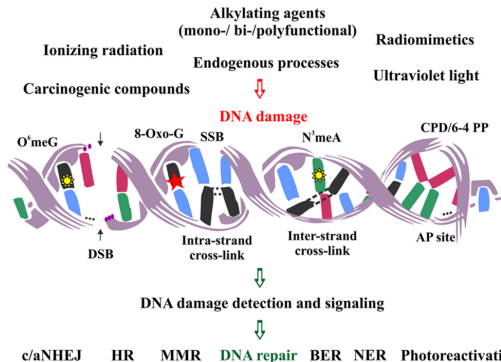 Alkylating agents
(mono-/ bi-/polyfunctional)
Radiomimetics
Ionizing radiation
Endogenous processes
Ultraviolet light
Carcinogenic compounds
DNA damage
O⁶meG
8-Oxo-G
SSB
N³meA
CPD/6-4 PP
DSB
Intra-strand
cross-link
Inter-strand
cross-link
AP site
DNA damage detection and signaling
c/aNHEJ HR MMR DNA repair BER NER Photoreactivati